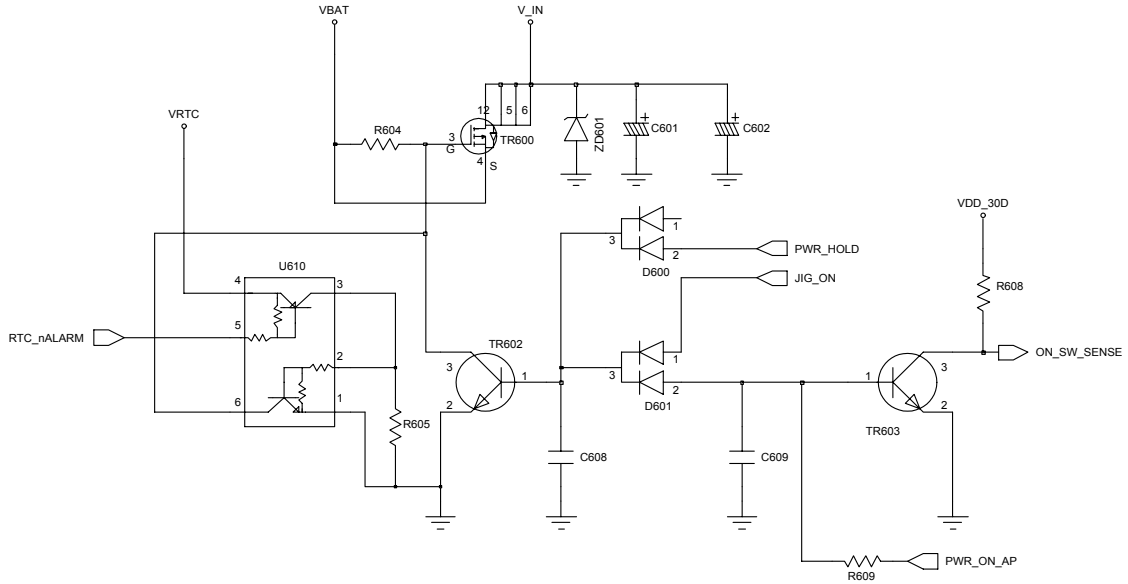 VBAT
V_IN
VRTC
R604
12
5
6
3
G
TR600
4
S
ZD601
+
C601
+
C602
U610
4
3
5
RTC_nALARM
2
6
1
R605
TR602
3
1
2
C608
3
1
2
D600
PWR_HOLD
JIG_ON
3
1
2
D601
C609
VDD_30D
R608
ON_SW_SENSE
1
3
2
TR603
R609
PWR_ON_AP